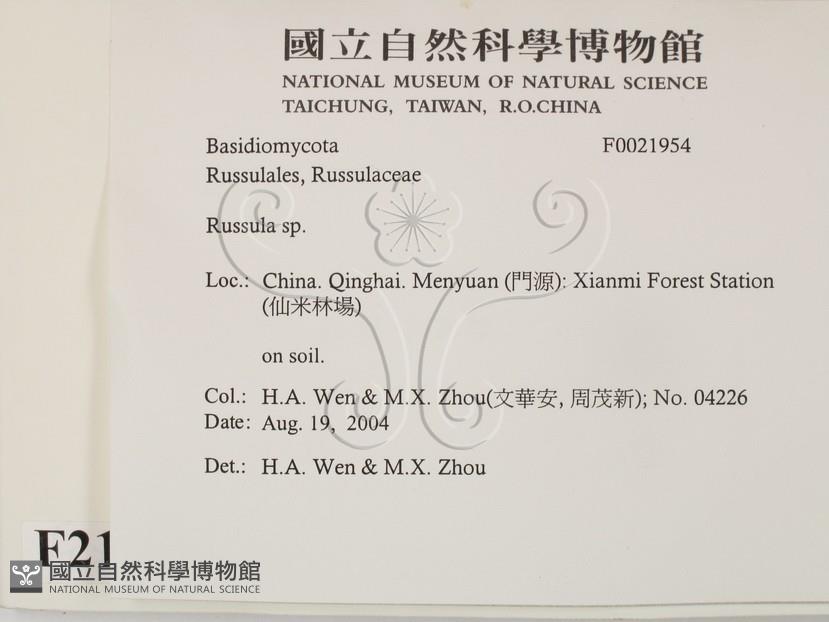 國立自然科學博物館
NATIONAL MUSEUM OF NATURAL SCIENCE
TAICHUNG, TAIWAN, R.O.CHINA
Basidiomycota F0021954
Russulales, Russulaceae
Russula sp.
Loc.: China. Qinghai. Menyuan (門源): Xianmi Forest Station
(仙米林場)
on soil.
Col.: H.A. Wen & M.X. Zhou(文華安, 周茂新); No. 04226
Date: Aug. 19, 2004
Det.: H.A. Wen & M.X. Zhou
F21
國立自然科學博物館
NATIONAL MUSEUM OF NATURAL SCIENCE